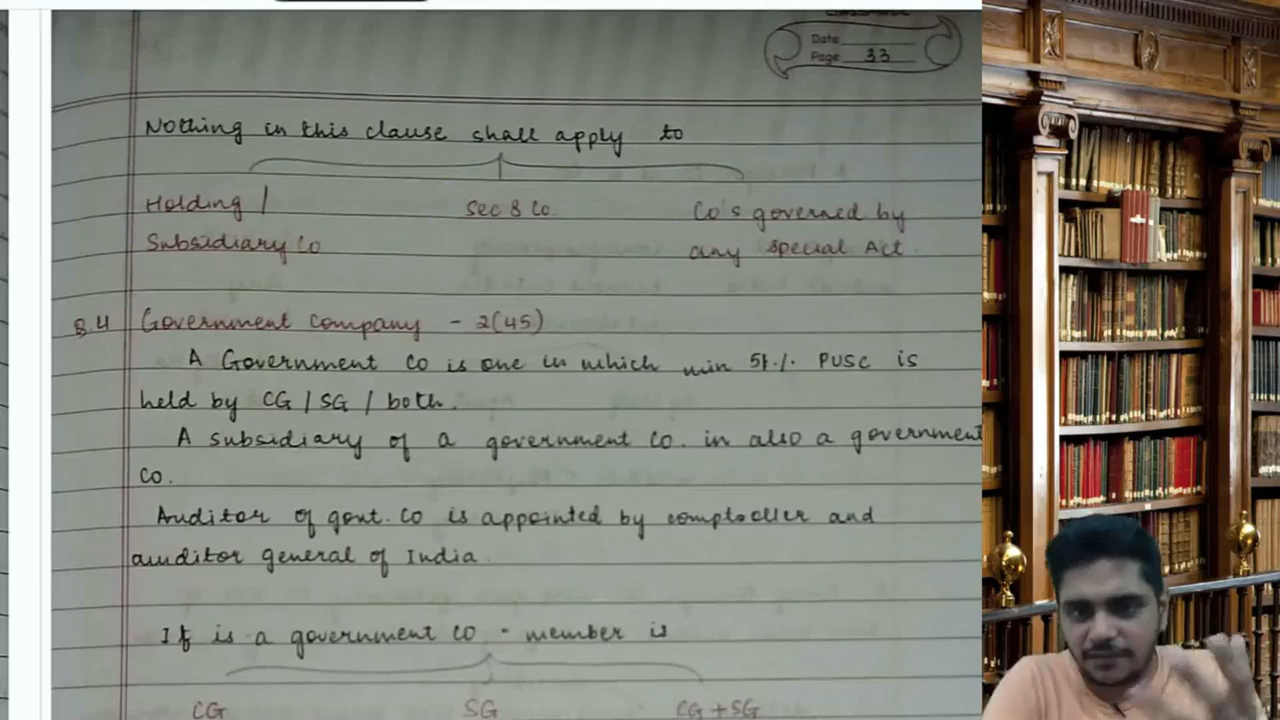 Date
Page 33
Nothing in this clause shall apply to
Holding / Sec 8 Co. Co's governed by
Subsidiary Co any special Act.
8.4 Government company - 2(45)
A Government Co is one in which min 51.1. PUSC is
held by CG / SG / both.
A subsidiary of a government Co. in also a government
Co.
Auditor of govt. Co is appointed by comptroller and
auditor general of India.
If is a government Co - member is
CG SG CG + SG